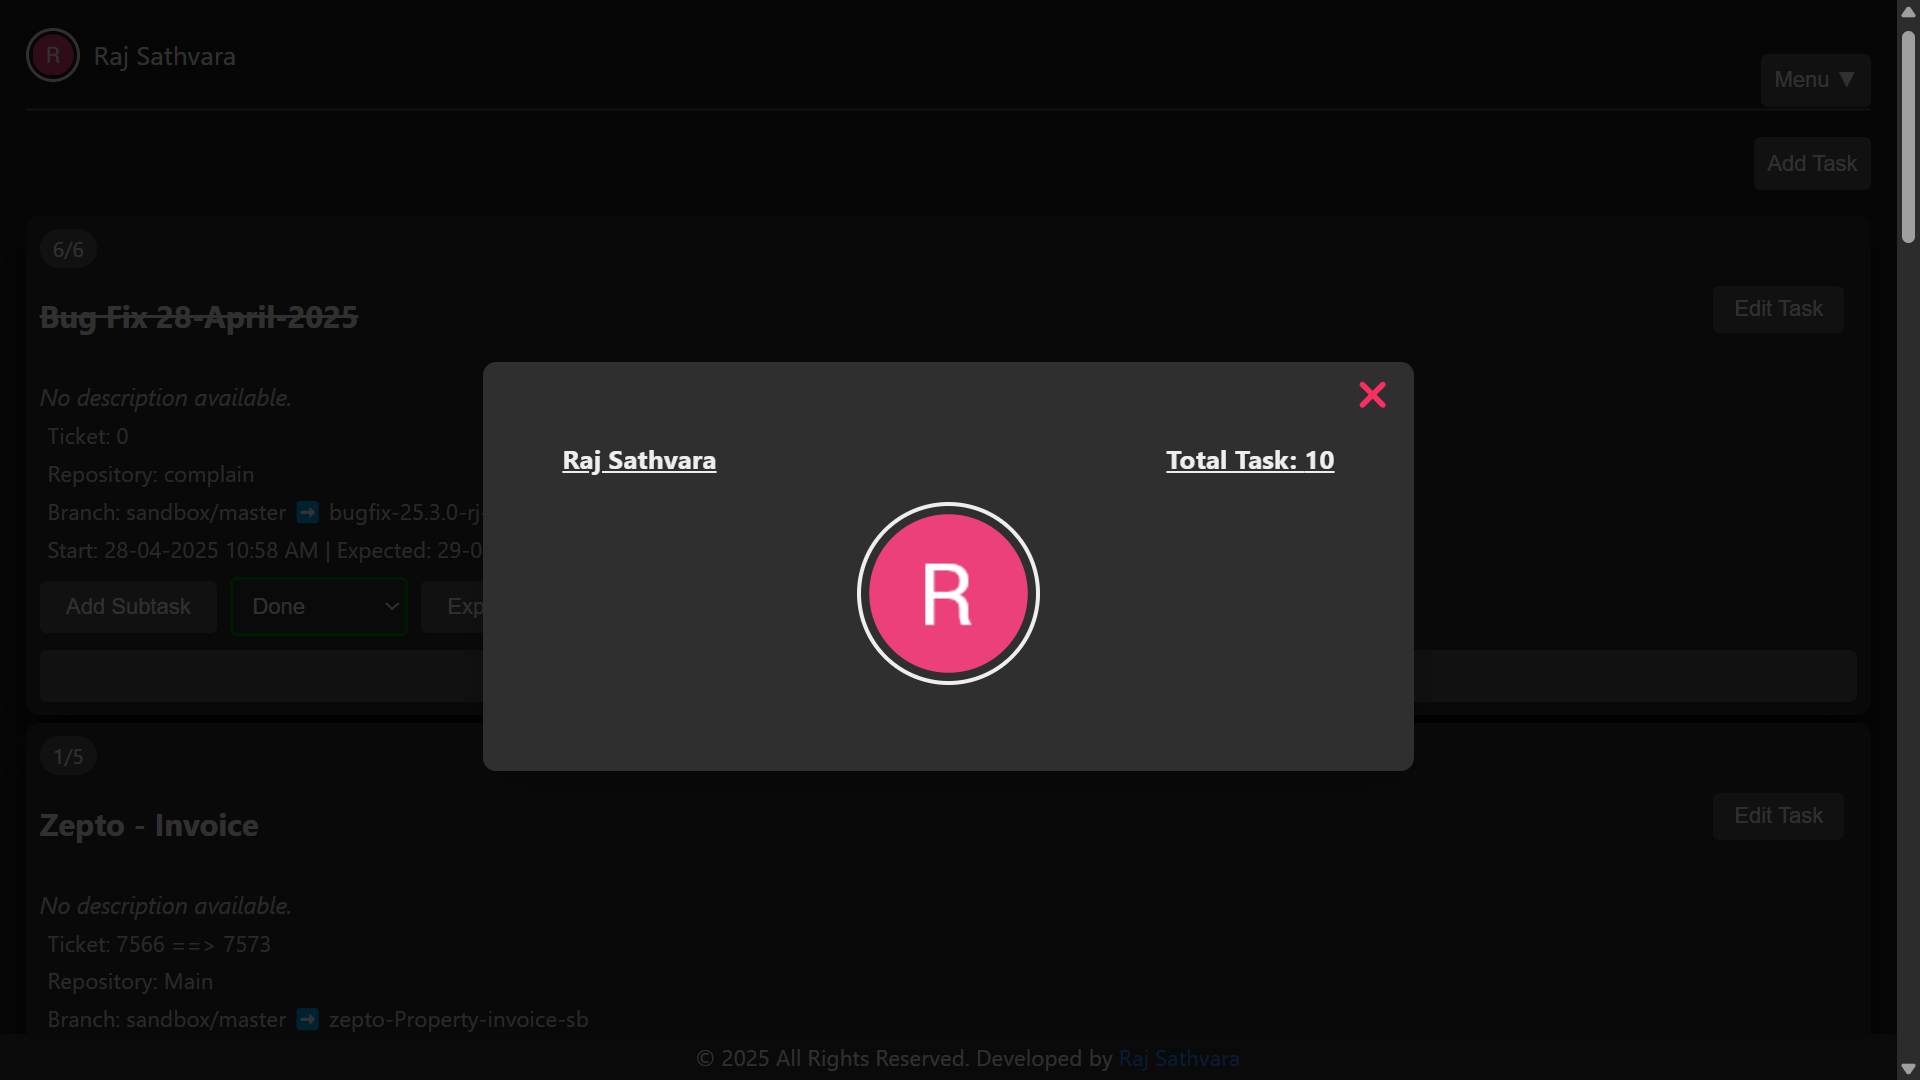 R Raj Sathvara
Menu ▼
Add Task
6/6
Bug Fix 28-April-2025
Edit Task
No description available.
Ticket: 0
Repository: complain
Branch: sandbox/master ➡ bugfix-25.3.0-rj-
Start: 28-04-2025 10:58 AM | Expected: 29-0
Add Subtask Done Exp
Raj Sathvara Total Task: 10
R
1/5
Zepto - Invoice
Edit Task
No description available.
Ticket: 7566 ==> 7573
Repository: Main
Branch: sandbox/master ➡ zepto-Property-invoice-sb
© 2025 All Rights Reserved. Developed by Raj Sathvara